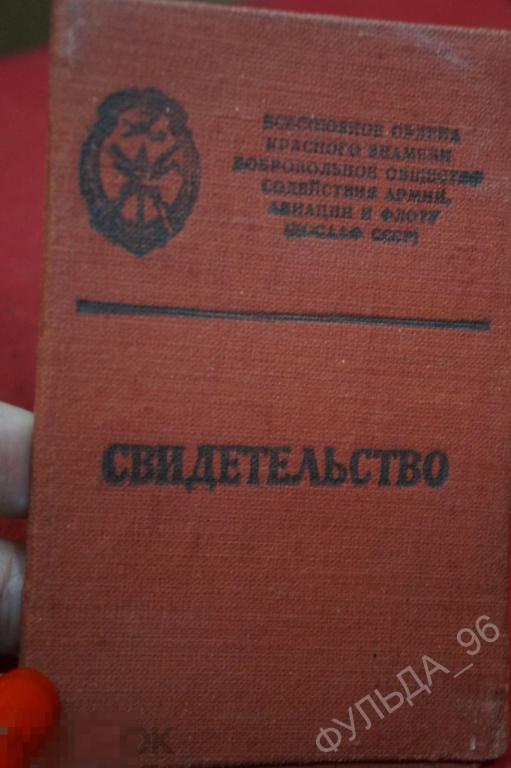 ВСЕСОЮЗНОЕ ОРДЕНА
КРАСНОГО ЗНАМЕНИ
ДОБРОВОЛЬНОЕ ОБЩЕСТВО
СОДЕЙСТВИЯ АРМИИ,
АВИАЦИИ И ФЛОТУ
(ДОСААФ СССР)
СВИДЕТЕЛЬСТВО
ФУЛЬДА_96